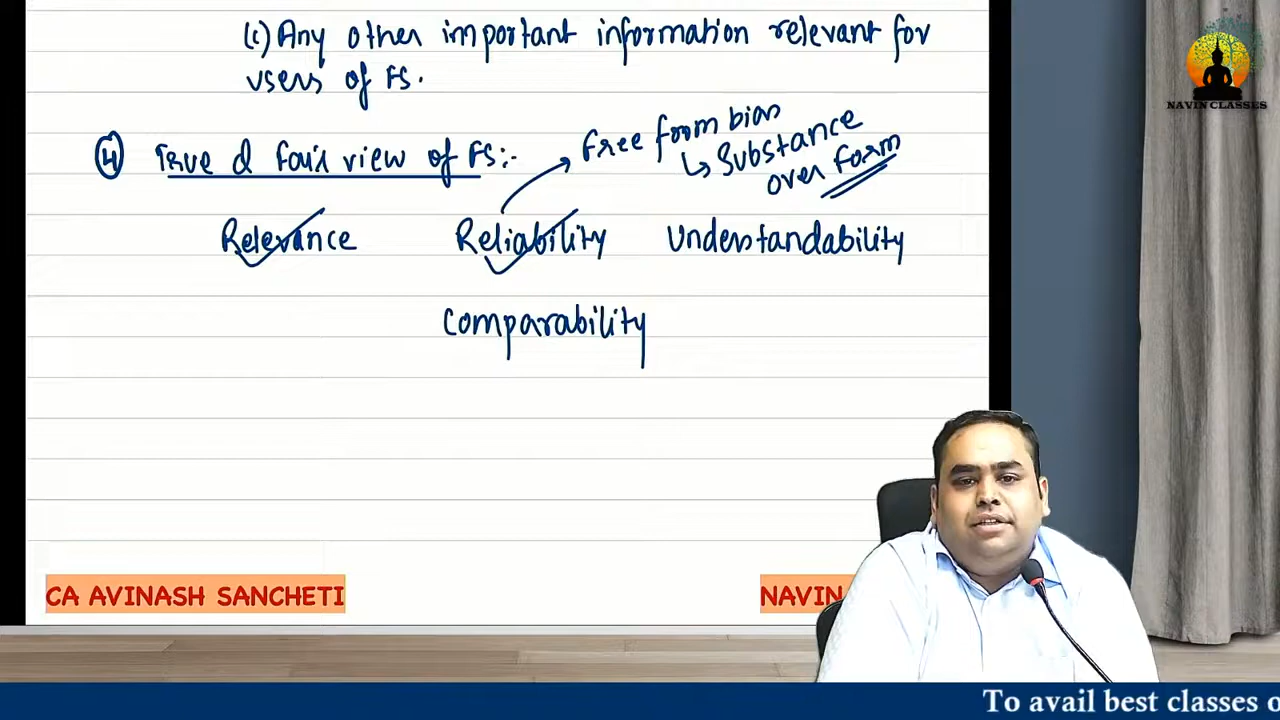 (c) Any other important information relevant for
users of FS.
NAVIN CLASSES
④ True & fair view of FS:-
Free from bias
↳ Substance
over form
Relevance Reliability Understandability
Comparability
CA AVINASH SANCHETI
NAVIN
To avail best classes o